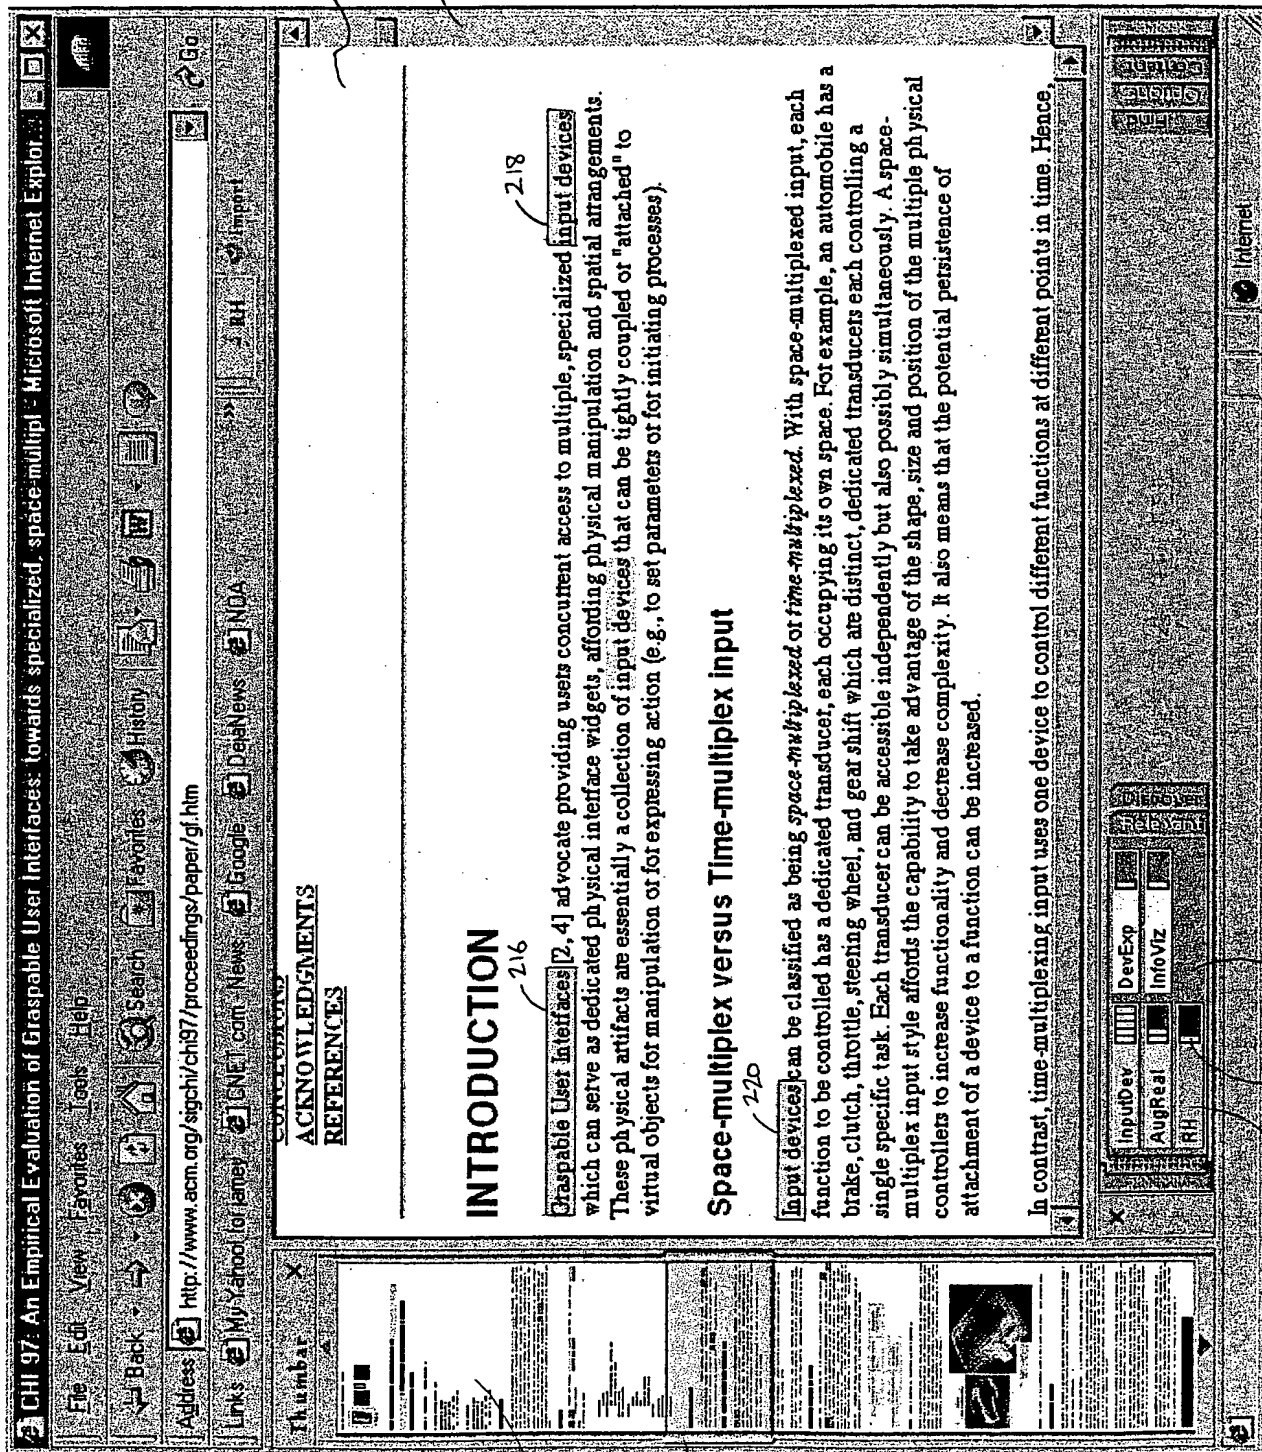 CHI 97: An Empirical Evaluation of Graspable User Interfaces: towards specialized, space-multipl - Microsoft Internet Explor...
File Edit View Favorites Tools Help
Back Search Favorites History
Address http://www.acm.org/sigchi/chi97/proceedings/paper/gf.htm Go
Links My Yahoo! for jamey CNET.com News Google DejaNews NDA RH Import
Thumbar
CONCLUSIONS
ACKNOWLEDGMENTS
REFERENCES
INTRODUCTION
216
218
Graspable User Interfaces [2, 4] advocate providing users concurrent access to multiple, specialized input devices
which can serve as dedicated physical interface widgets, affording physical manipulation and spatial arrangements.
These physical artifacts are essentially a collection of input devices that can be tightly coupled or "attached" to
virtual objects for manipulation or for expressing action (e.g., to set parameters or for initiating processes).
Space-multiplex versus Time-multiplex input
220
Input devices can be classified as being space-multiplexed or time-multiplexed. With space-multiplexed input, each
function to be controlled has a dedicated transducer, each occupying its own space. For example, an automobile has a
brake, clutch, throttle, steering wheel, and gear shift which are distinct, dedicated transducers each controlling a
single specific task. Each transducer can be accessible independently but also possibly simultaneously. A space-
multiplex input style affords the capability to take advantage of the shape, size and position of the multiple physical
controllers to increase functionality and decrease complexity. It also means that the potential persistence of
attachment of a device to a function can be increased.
In contrast, time-multiplexing input uses one device to control different functions at different points in time. Hence,
InputDev DevExp
AugReal InfoViz
RH
Relevant
Discover
Find
Options
Internet